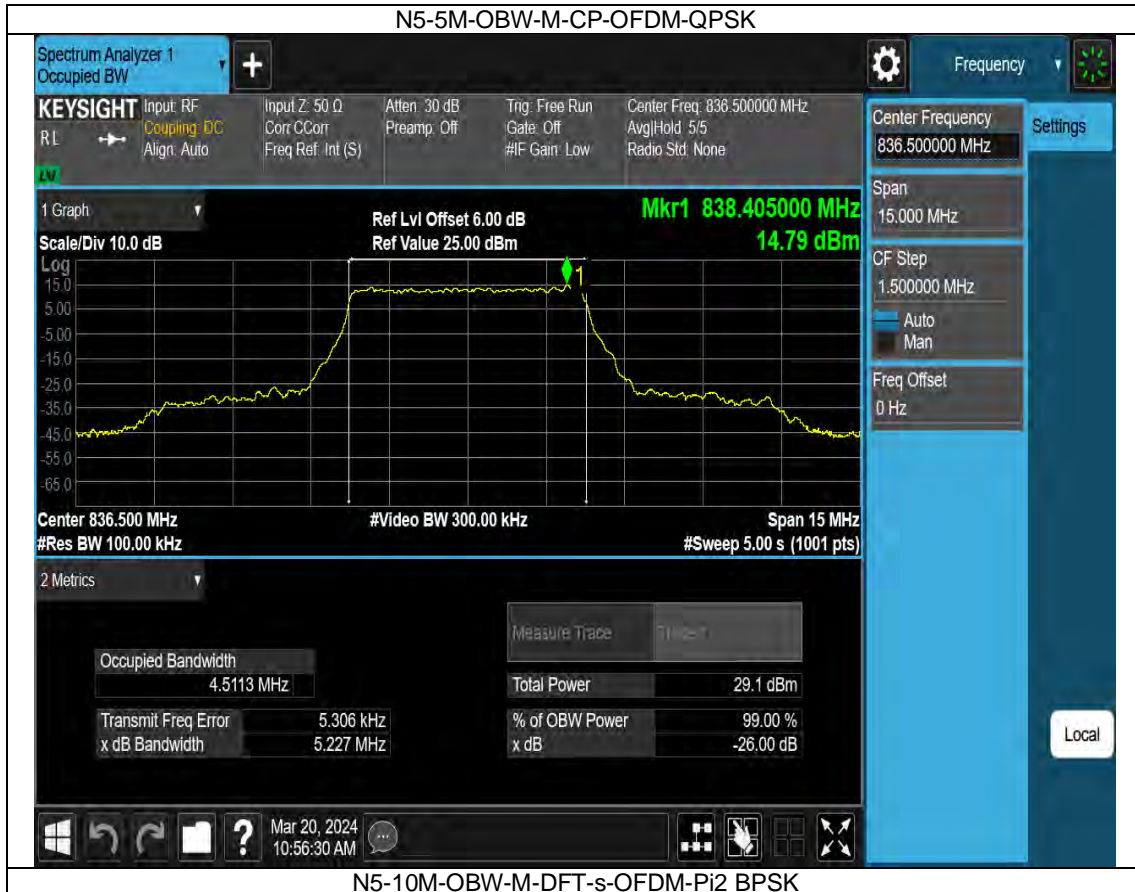 N5-5M-OBW-M-CP-OFDM-QPSK
Spectrum Analyzer 1
Occupied BW
+
Frequency
KEYSIGHT
RL
Input: RF
Coupling: DC
Align: Auto
Input Z: 50 Ω
Corr CCorr
Freq Ref: Int (S)
Atten: 30 dB
Preamp: Off
Trig: Free Run
Gate: Off
#IF Gain: Low
Center Freq: 836.500000 MHz
Avg|Hold: 5/5
Radio Std: None
Center Frequency
836.500000 MHz
Settings
Span
15.000 MHz
CF Step
1.500000 MHz
Auto
Man
Freq Offset
0 Hz
Local
1 Graph
Scale/Div 10.0 dB
Ref Lvl Offset 6.00 dB
Ref Value 25.00 dBm
Mkr1 838.405000 MHz
14.79 dBm
Log
15.0
5.00
-5.00
-15.0
-25.0
-35.0
-45.0
-55.0
-65.0
1
Center 836.500 MHz
#Video BW 300.00 kHz
Span 15 MHz
#Res BW 100.00 kHz
#Sweep 5.00 s (1001 pts)
2 Metrics
Measure Trace
Occupied Bandwidth
4.5113 MHz
Total Power
29.1 dBm
Transmit Freq Error
5.306 kHz
% of OBW Power
99.00 %
x dB Bandwidth
5.227 MHz
x dB
-26.00 dB
?
Mar 20, 2024
10:56:30 AM
N5-10M-OBW-M-DFT-s-OFDM-Pi2 BPSK